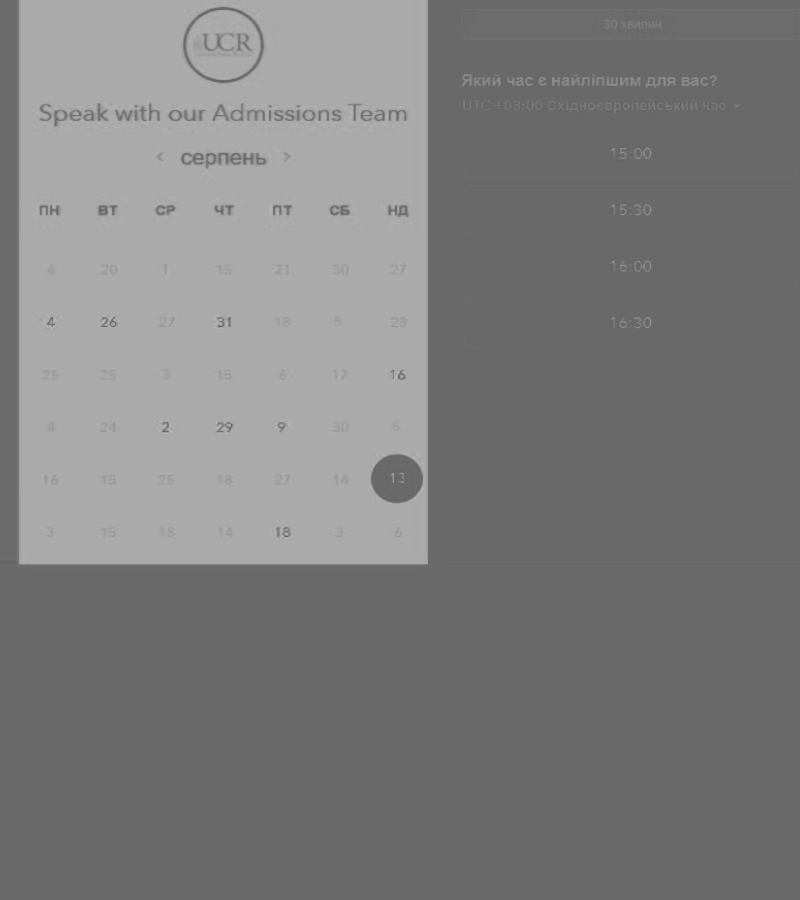 UCR
Speak with our Admissions Team
< серпень >
ПН ВТ СР ЧТ ПТ СБ НД
4 20 1 15 21 30 27
4 26 27 31 18 5 28
25 25 3 15 6 17 16
4 24 2 29 9 30 5
16 15 25 18 27 14 13
3 15 18 14 18 3 6
30 хвилин
Який час є найліпшим для вас?
UTC +03:00 Східноєвропейський час
15:00
15:30
16:00
16:30